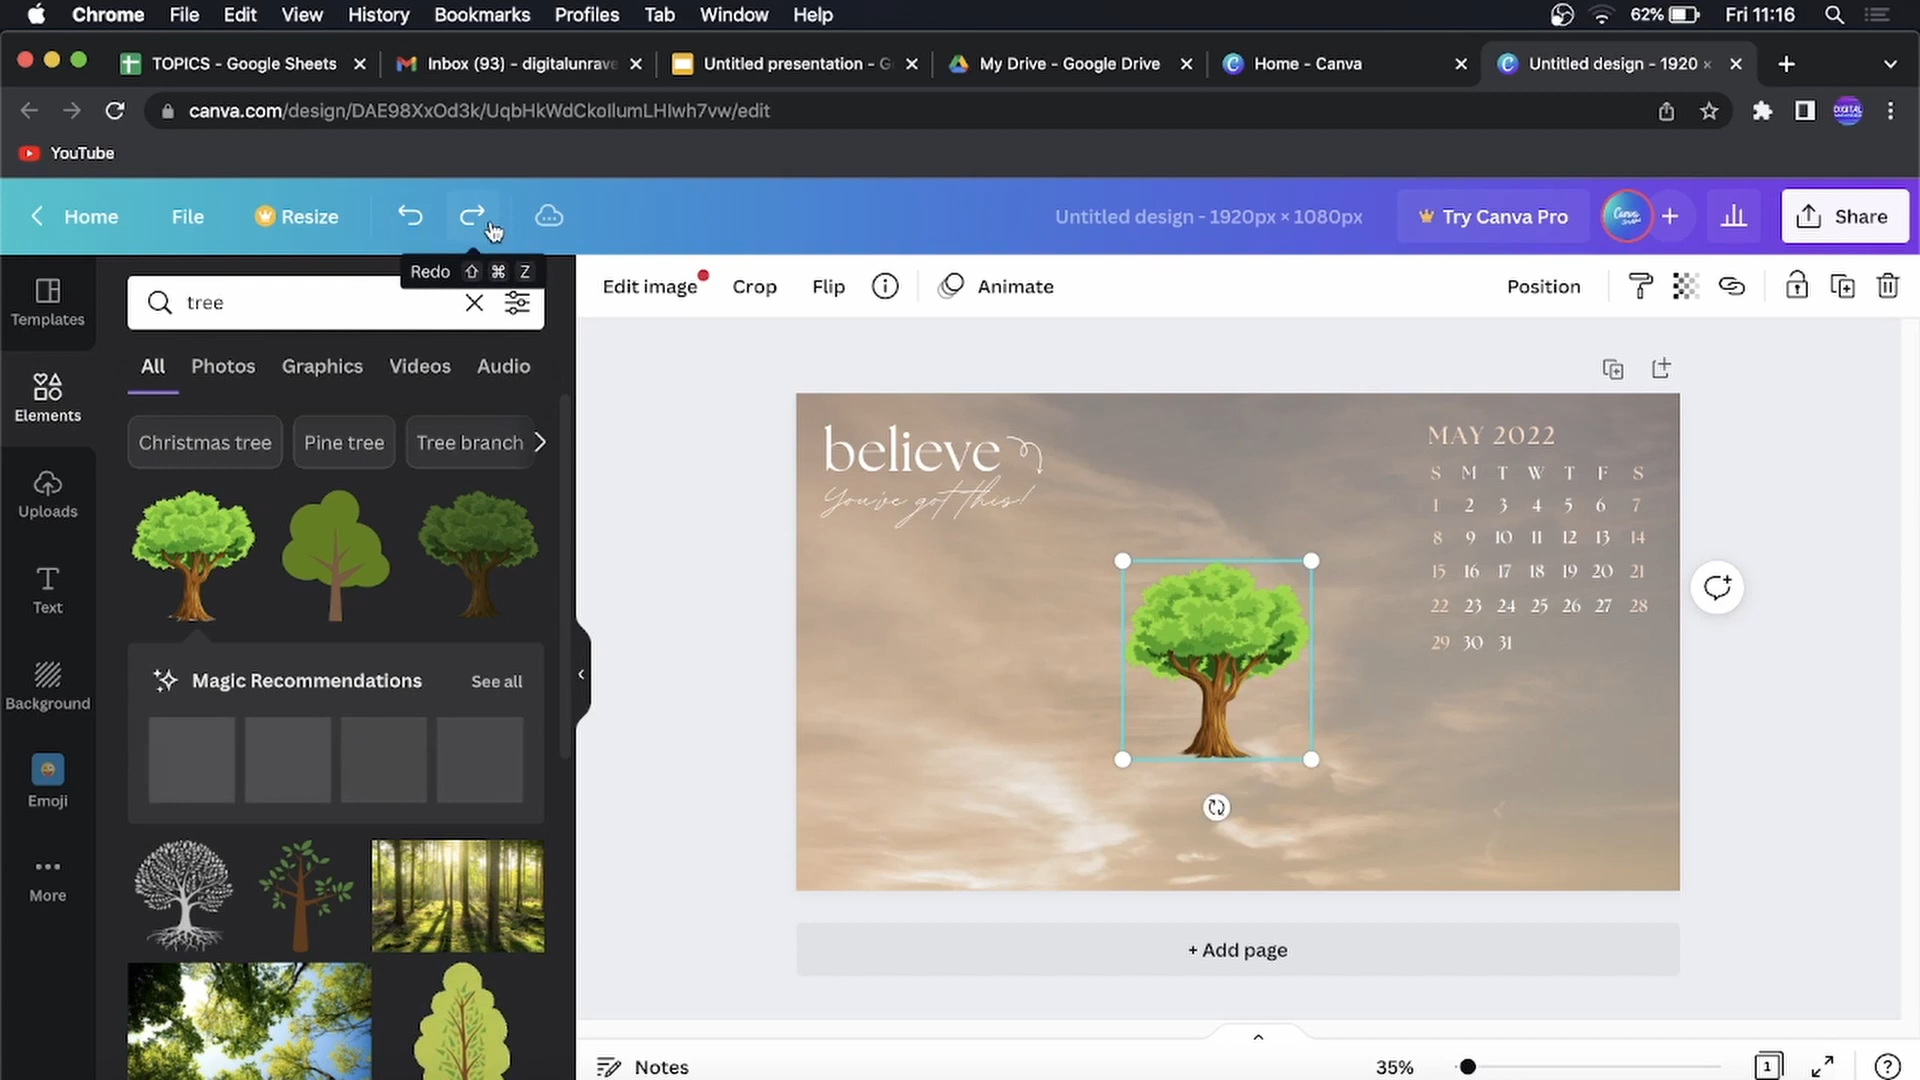 Chrome File Edit View History Bookmarks Profiles Tab Window Help 62% Fri 11:16
TOPICS - Google Sheets Inbox (93) - digitalunrave Untitled presentation - G My Drive - Google Drive Home - Canva Untitled design - 1920
canva.com/design/DAE98XxOd3k/UqbHkWdCkoIlumLHIwh7vw/edit
YouTube
Home File Resize Untitled design - 1920px × 1080px Try Canva Pro Share
Redo ⇧ ⌘ Z
Templates
Elements
Uploads
Text
Background
Emoji
More
tree
All Photos Graphics Videos Audio
Christmas tree Pine tree Tree branch
Magic Recommendations See all
Edit image Crop Flip Animate Position
believe
You've got this!
MAY 2022
S M T W T F S
1 2 3 4 5 6 7
8 9 10 11 12 13 14
15 16 17 18 19 20 21
22 23 24 25 26 27 28
29 30 31
+ Add page
Notes 35% 1